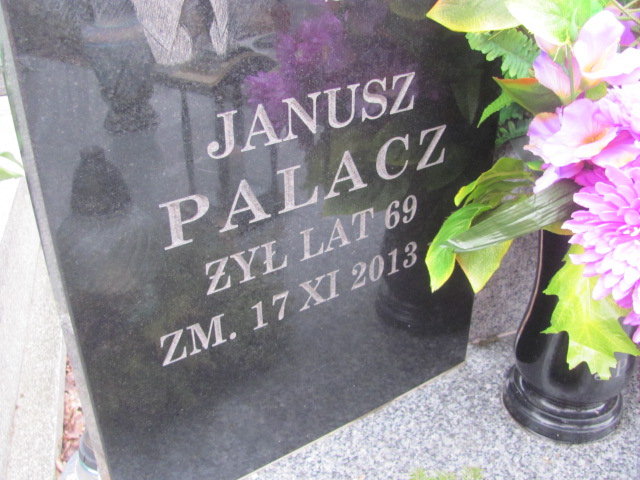 JANUSZ
PALACZ
ŻYŁ LAT 69
ZM. 17 XI 2013